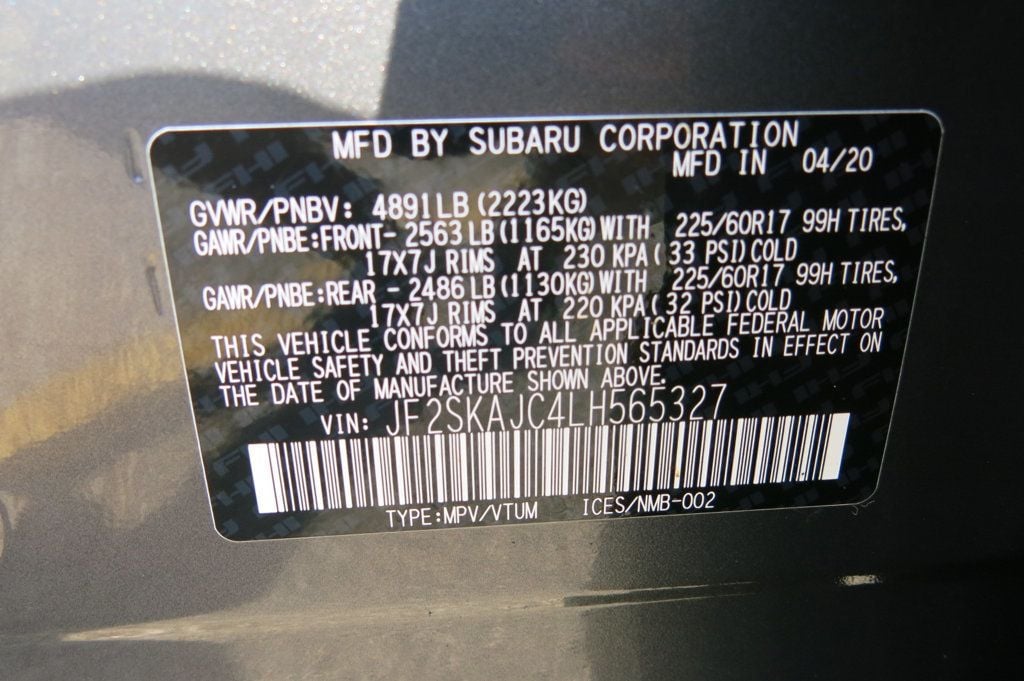 MFD BY SUBARU CORPORATION
MFD IN 04/20
GVWR/PNBV: 4891LB (2223KG)
GAWR/PNBE:FRONT- 2563 LB (1165KG) WITH 225/60R17 99H TIRES,
17X7J RIMS AT 230 KPA ( 33 PSI) COLD
GAWR/PNBE:REAR - 2486 LB (1130KG) WITH 225/60R17 99H TIRES,
17X7J RIMS AT 220 KPA ( 32 PSI) COLD
THIS VEHICLE CONFORMS TO ALL APPLICABLE FEDERAL MOTOR
VEHICLE SAFETY AND THEFT PREVENTION STANDARDS IN EFFECT ON
THE DATE OF MANUFACTURE SHOWN ABOVE.
VIN: JF2SKAJC4LH565327
TYPE:MPV/VTUM ICES/NMB-002